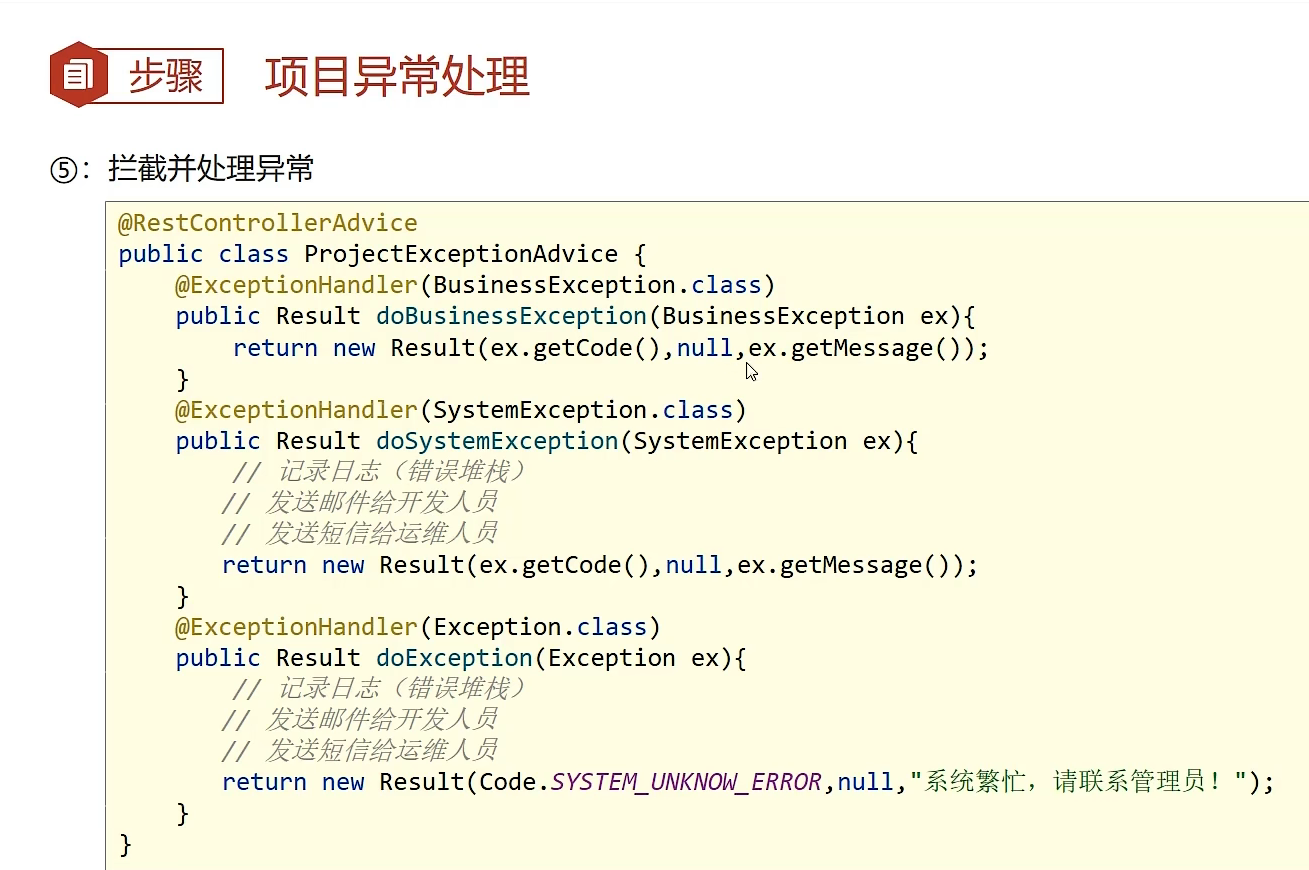 步骤 项目异常处理
⑤：拦截并处理异常
@RestControllerAdvice
public class ProjectExceptionAdvice {
    @ExceptionHandler(BusinessException.class)
    public Result doBusinessException(BusinessException ex){
        return new Result(ex.getCode(),null,ex.getMessage());
    }
    @ExceptionHandler(SystemException.class)
    public Result doSystemException(SystemException ex){
        // 记录日志（错误堆栈）
        // 发送邮件给开发人员
        // 发送短信给运维人员
        return new Result(ex.getCode(),null,ex.getMessage());
    }
    @ExceptionHandler(Exception.class)
    public Result doException(Exception ex){
        // 记录日志（错误堆栈）
        // 发送邮件给开发人员
        // 发送短信给运维人员
        return new Result(Code.SYSTEM_UNKNOW_ERROR,null,"系统繁忙，请联系管理员！");
    }
}